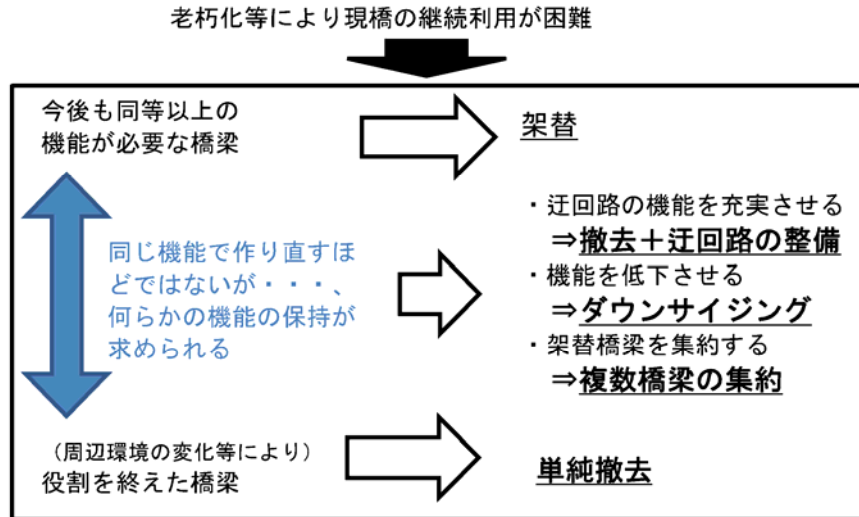 老朽化等により現橋の継続利用が困難
今後も同等以上の
機能が必要な橋梁
架替
同じ機能で作り直すほ
どではないが・・・、
何らかの機能の保持が
求められる
・迂回路の機能を充実させる
⇒撤去＋迂回路の整備
・機能を低下させる
⇒ダウンサイジング
・架替橋梁を集約する
⇒複数橋梁の集約
（周辺環境の変化等により）
役割を終えた橋梁
単純撤去